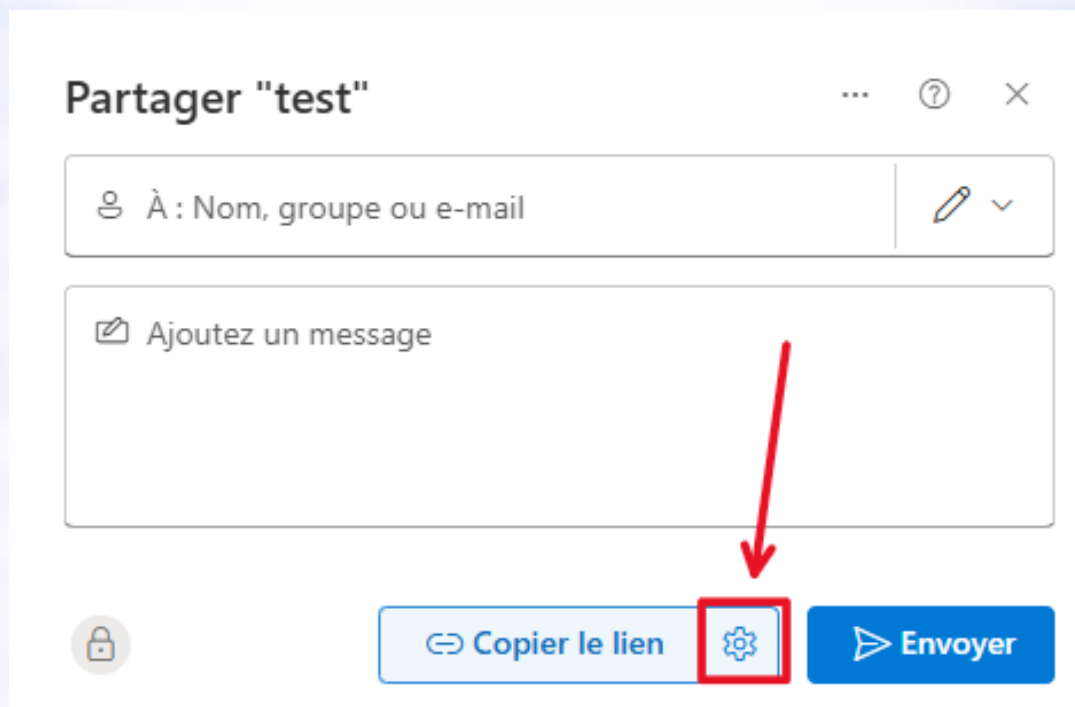 Partager "test"
À : Nom, groupe ou e-mail
Ajoutez un message
Copier le lien
Envoyer